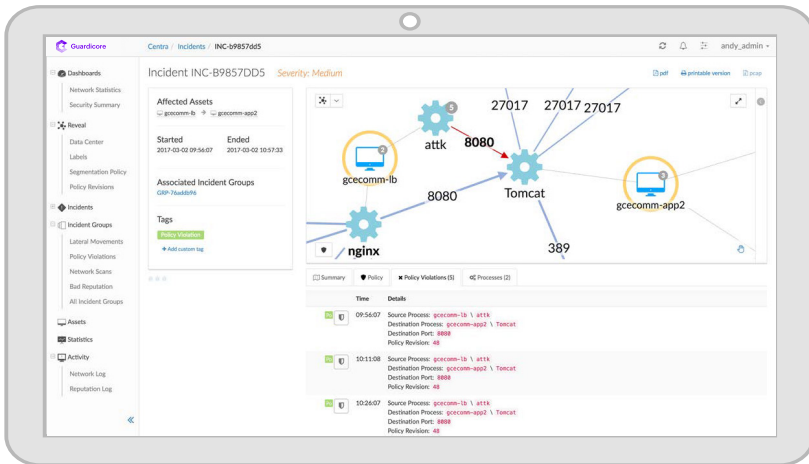 Guardicore
Centra / Incidents / INC-b9857dd5
andy_admin
Dashboards
Network Statistics
Security Summary
Reveal
Data Center
Labels
Segmentation Policy
Policy Revisions
Incidents
Incident Groups
Lateral Movements
Policy Violations
Network Scans
Bad Reputation
All Incident Groups
Assets
Statistics
Activity
Network Log
Reputation Log
Incident INC-B9857DD5 Severity: Medium
pdf printable version pcap
Affected Assets
gcecomm-lb gcecomm-app2
Started Ended
2017-03-02 09:56:07 2017-03-02 10:57:33
Associated Incident Groups
GRP-76addb96
Tags
Policy Violation
+ Add custom tag
27017 27017 27017
5
attk
8080
2
gcecomm-lb
Tomcat
3
gcecomm-app2
8080
nginx
389
Summary Policy Policy Violations (5) Processes (2)
Time Details
09:56:07 Source Process: gcecomm-lb \ attk
Destination Process: gcecomm-app2 \ Tomcat
Destination Port: 8080
Policy Revision: 48
10:11:08 Source Process: gcecomm-lb \ attk
Destination Process: gcecomm-app2 \ Tomcat
Destination Port: 8080
Policy Revision: 48
10:26:07 Source Process: gcecomm-lb \ attk
Destination Process: gcecomm-app2 \ Tomcat
Destination Port: 8080
Policy Revision: 48